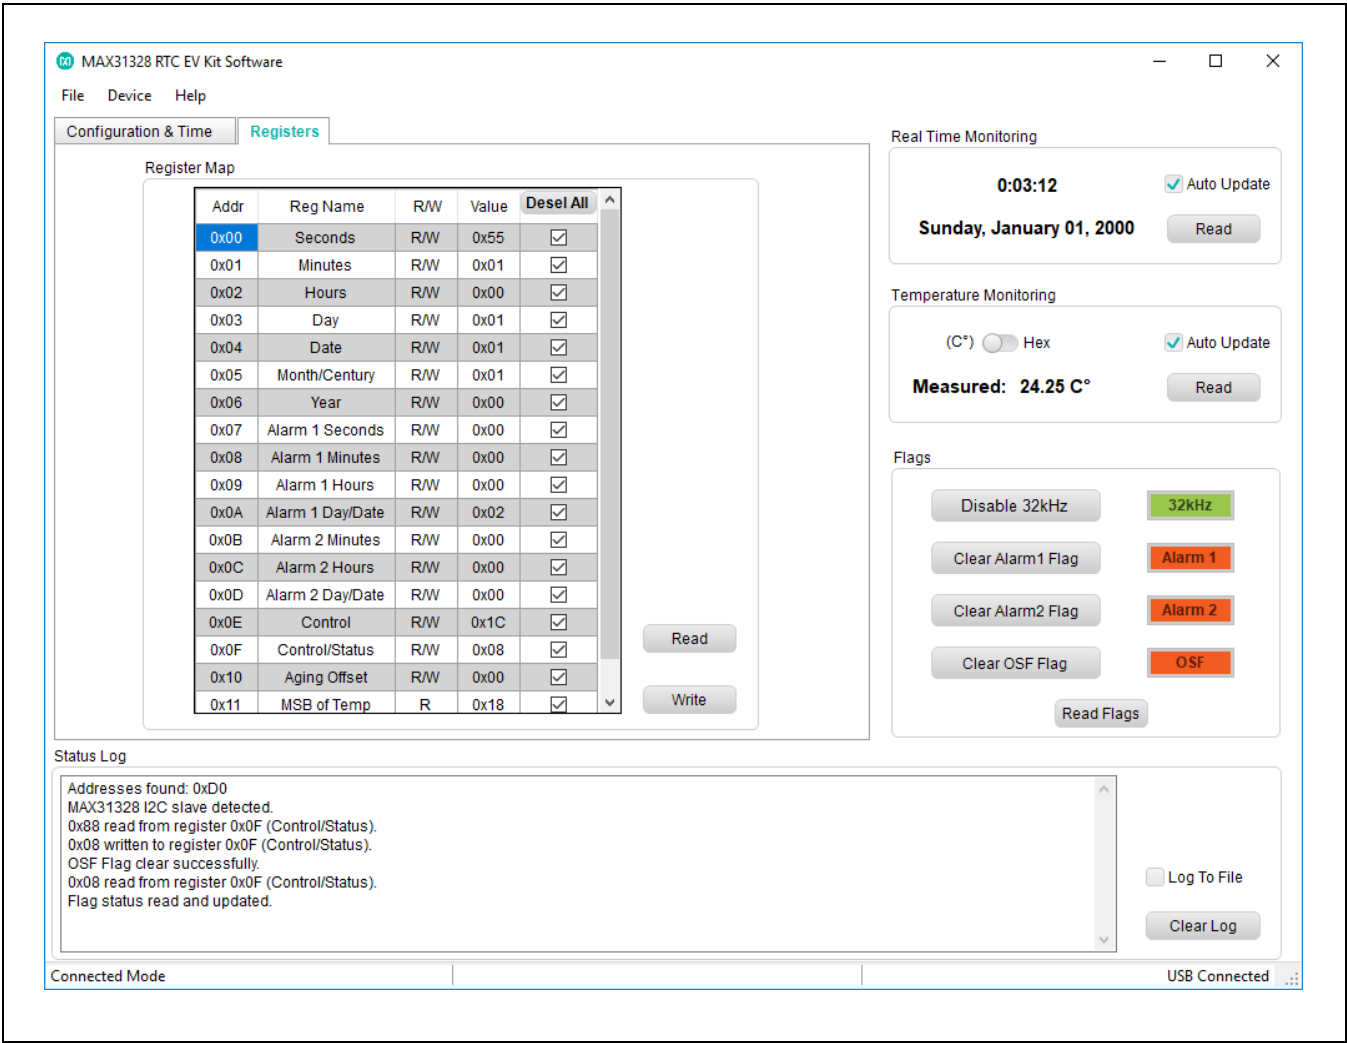 MAX31328 RTC EV Kit Software
File Device Help
Configuration & Time Registers
Register Map
Addr Reg Name R/W Value Desel All
0x00 Seconds R/W 0x55
0x01 Minutes R/W 0x01
0x02 Hours R/W 0x00
0x03 Day R/W 0x01
0x04 Date R/W 0x01
0x05 Month/Century R/W 0x01
0x06 Year R/W 0x00
0x07 Alarm 1 Seconds R/W 0x00
0x08 Alarm 1 Minutes R/W 0x00
0x09 Alarm 1 Hours R/W 0x00
0x0A Alarm 1 Day/Date R/W 0x02
0x0B Alarm 2 Minutes R/W 0x00
0x0C Alarm 2 Hours R/W 0x00
0x0D Alarm 2 Day/Date R/W 0x00
0x0E Control R/W 0x1C
0x0F Control/Status R/W 0x08
0x10 Aging Offset R/W 0x00
0x11 MSB of Temp R 0x18
Read
Write
Real Time Monitoring
0:03:12 Auto Update
Sunday, January 01, 2000 Read
Temperature Monitoring
(C°) Hex Auto Update
Measured: 24.25 C° Read
Flags
Disable 32kHz 32kHz
Clear Alarm1 Flag Alarm 1
Clear Alarm2 Flag Alarm 2
Clear OSF Flag OSF
Read Flags
Status Log
Addresses found: 0xD0
MAX31328 I2C slave detected.
0x88 read from register 0x0F (Control/Status).
0x08 written to register 0x0F (Control/Status).
OSF Flag clear successfully.
0x08 read from register 0x0F (Control/Status).
Flag status read and updated.
Log To File
Clear Log
Connected Mode USB Connected